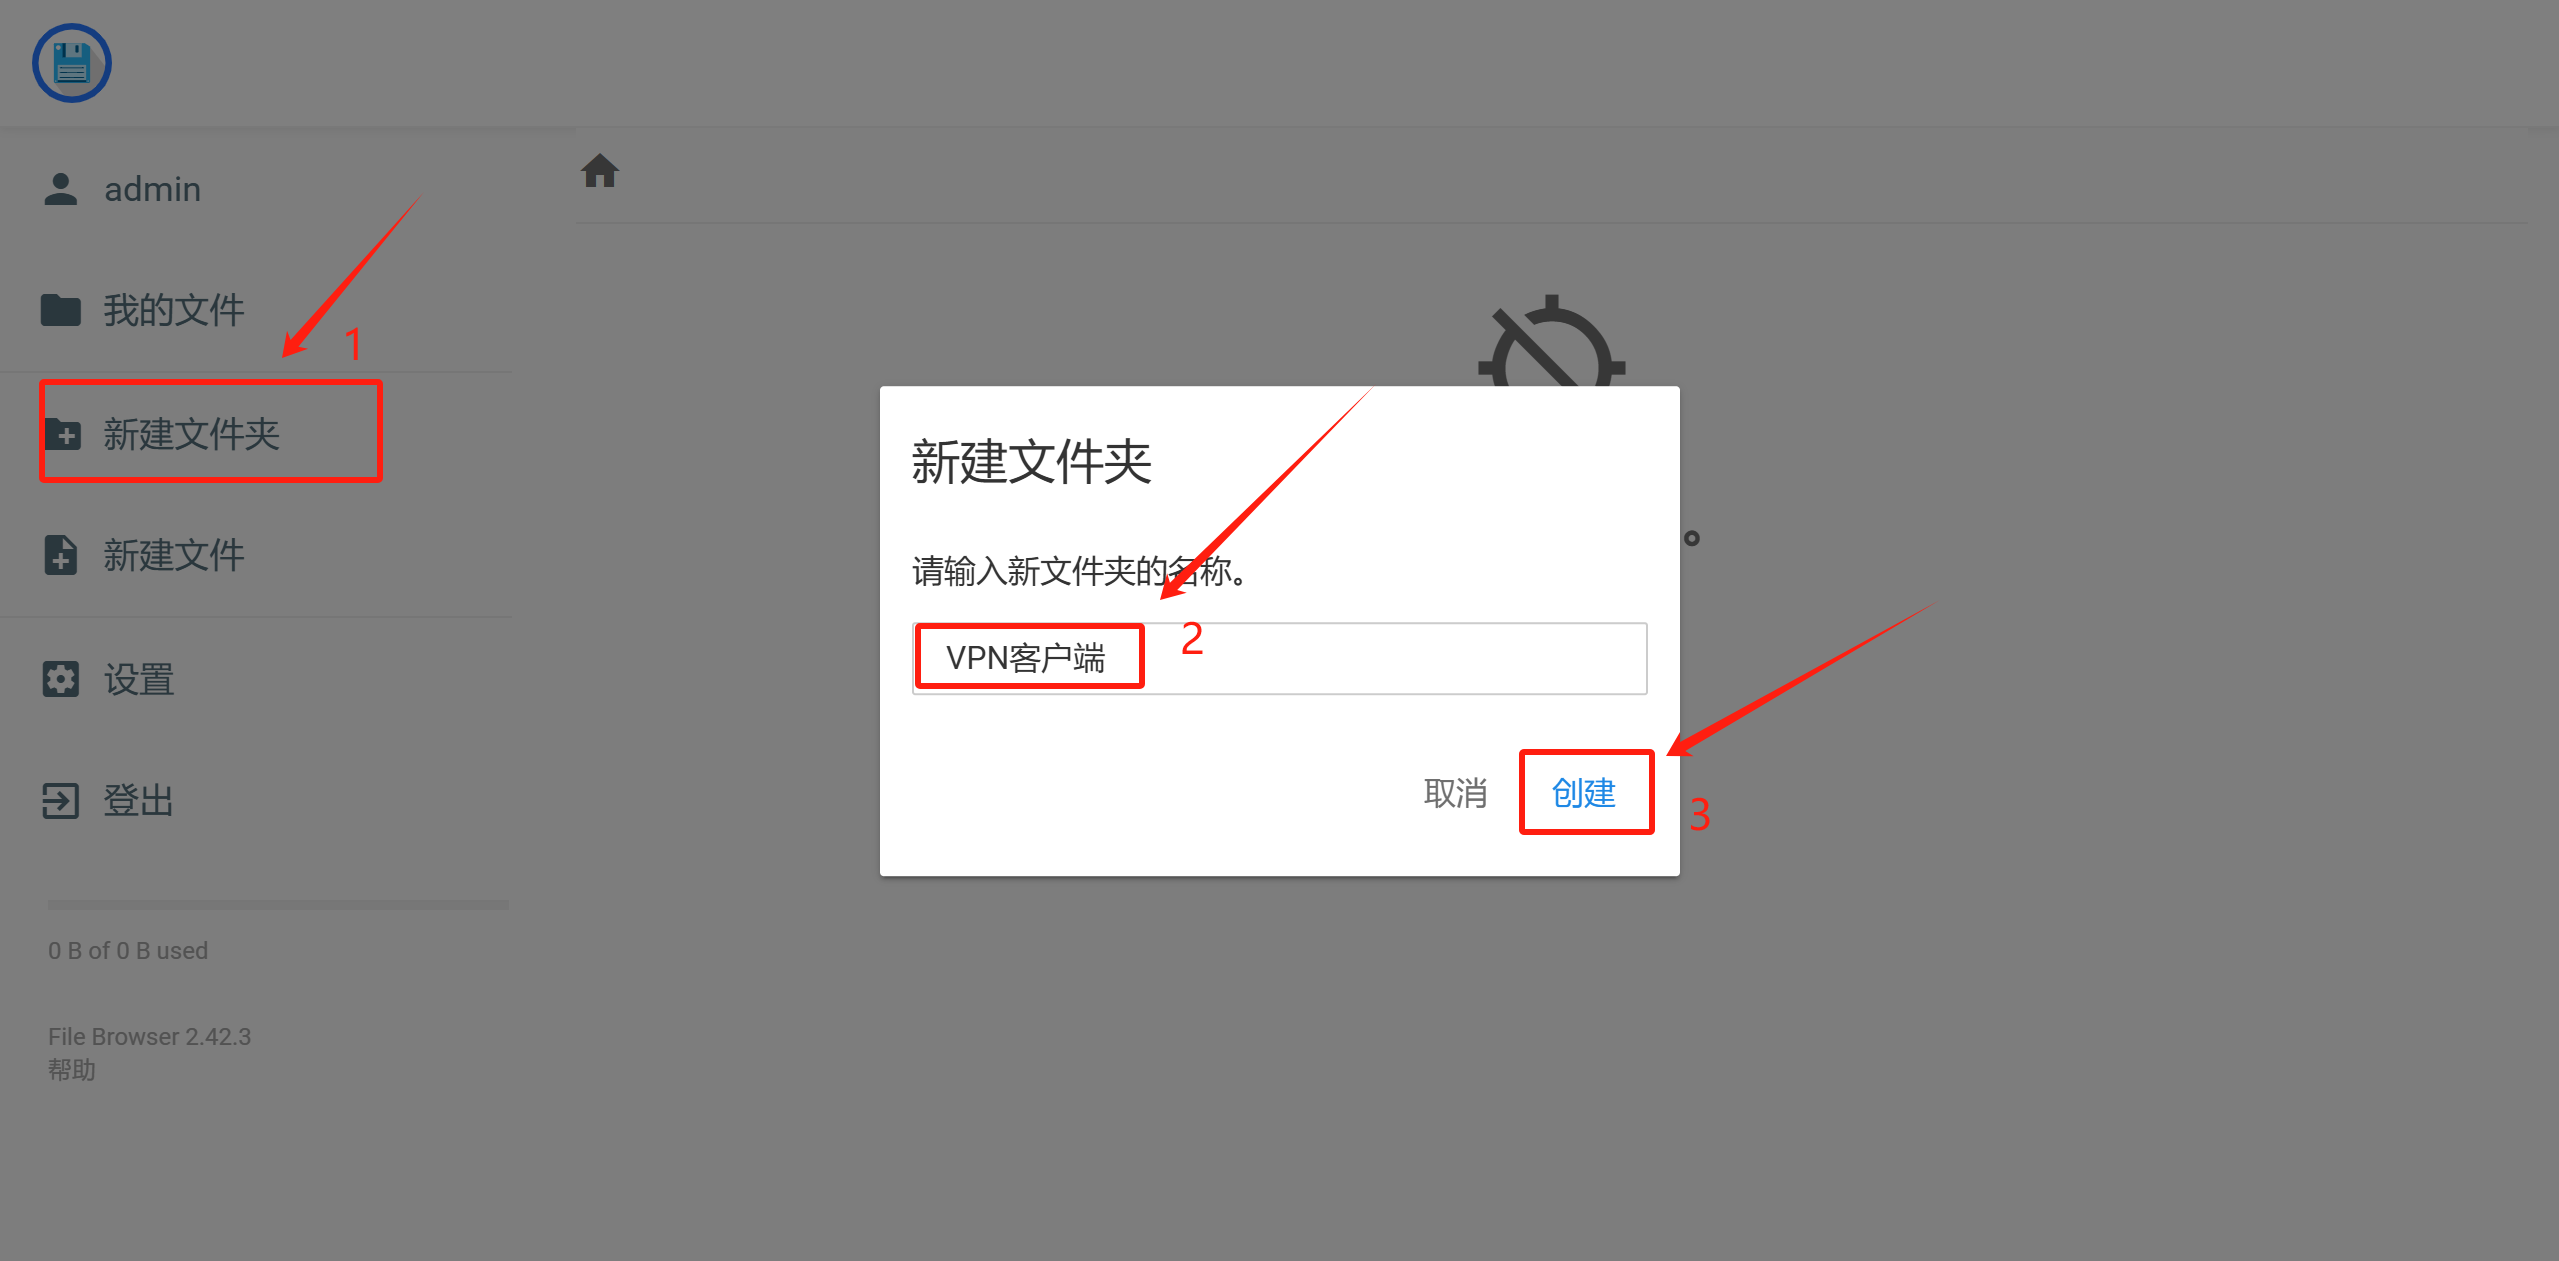 admin
我的文件
1
新建文件夹
新建文件
设置
登出
0 B of 0 B used
File Browser 2.42.3
帮助
新建文件夹
请输入新文件夹的名称。
VPN客户端
2
取消
创建
3
。